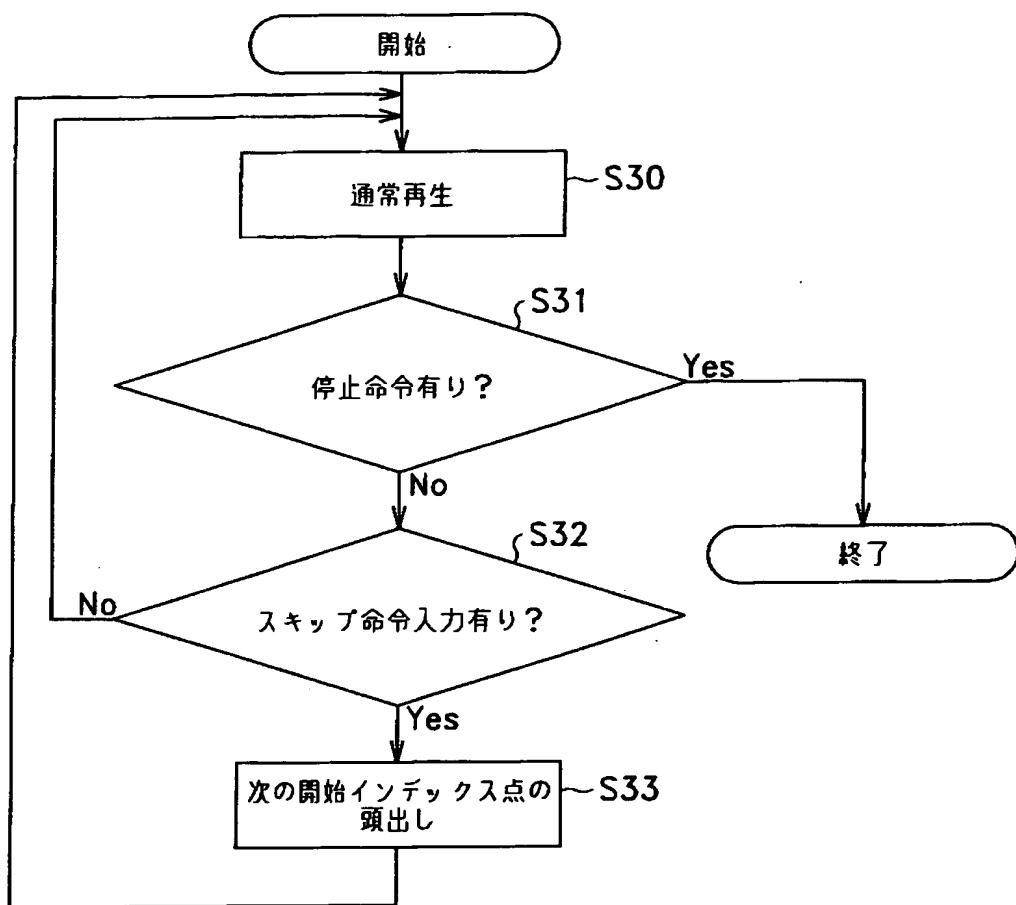 開始
通常再生
S30
S31
停止命令有り?
Yes
No
S32
終了
スキップ命令入力有り?
No
Yes
次の開始インデックス点の
頭出し
S33